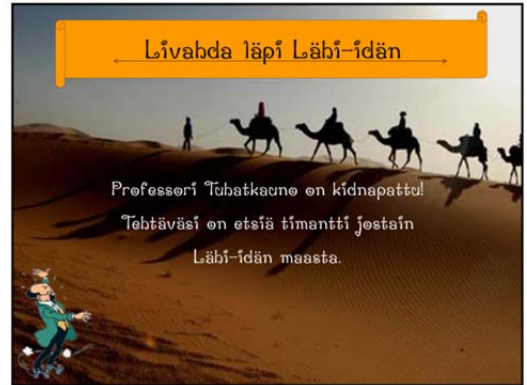 Livahda läpi Lähi-idän
Professori Tuhatkauno on kidnapattu!
Tehtäväsi on etsiä timantti jostain
Lähi-idän maasta.